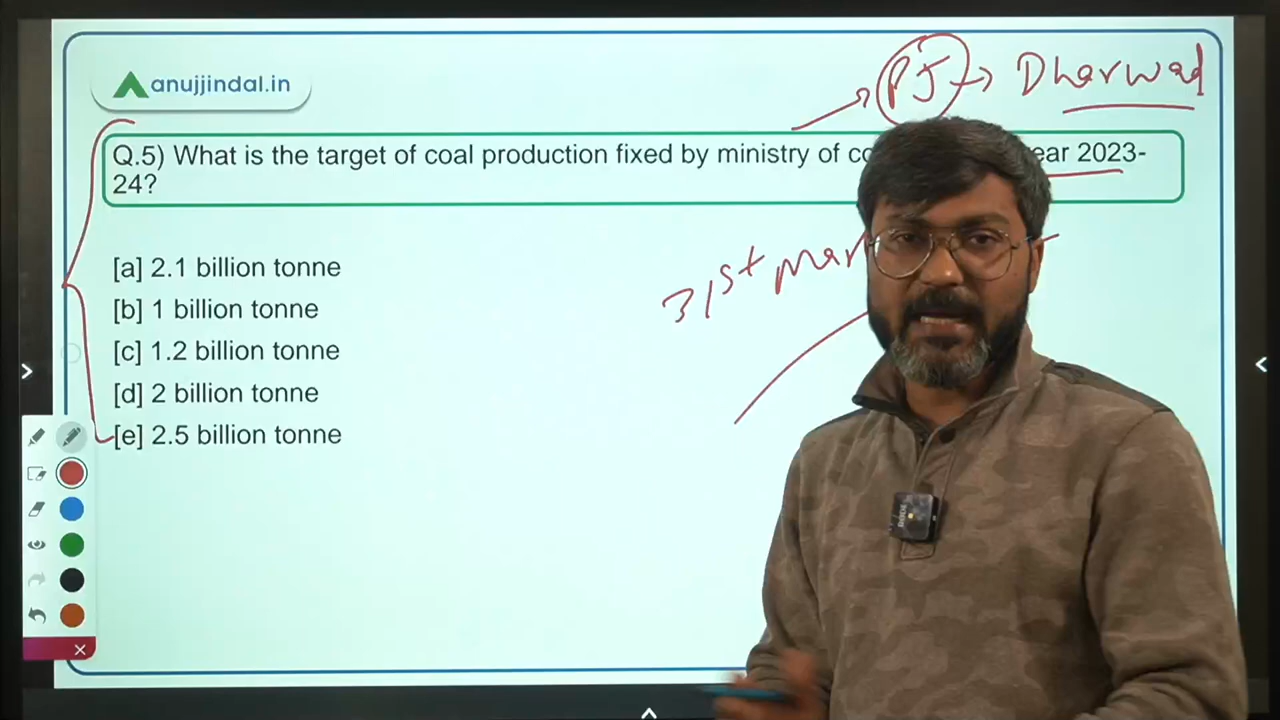 PJ → Dharwad
anujjindal.in
Q.5) What is the target of coal production fixed by ministry of year 2023-
24?
31st mar
[a] 2.1 billion tonne
[b] 1 billion tonne
[c] 1.2 billion tonne
[d] 2 billion tonne
[e] 2.5 billion tonne